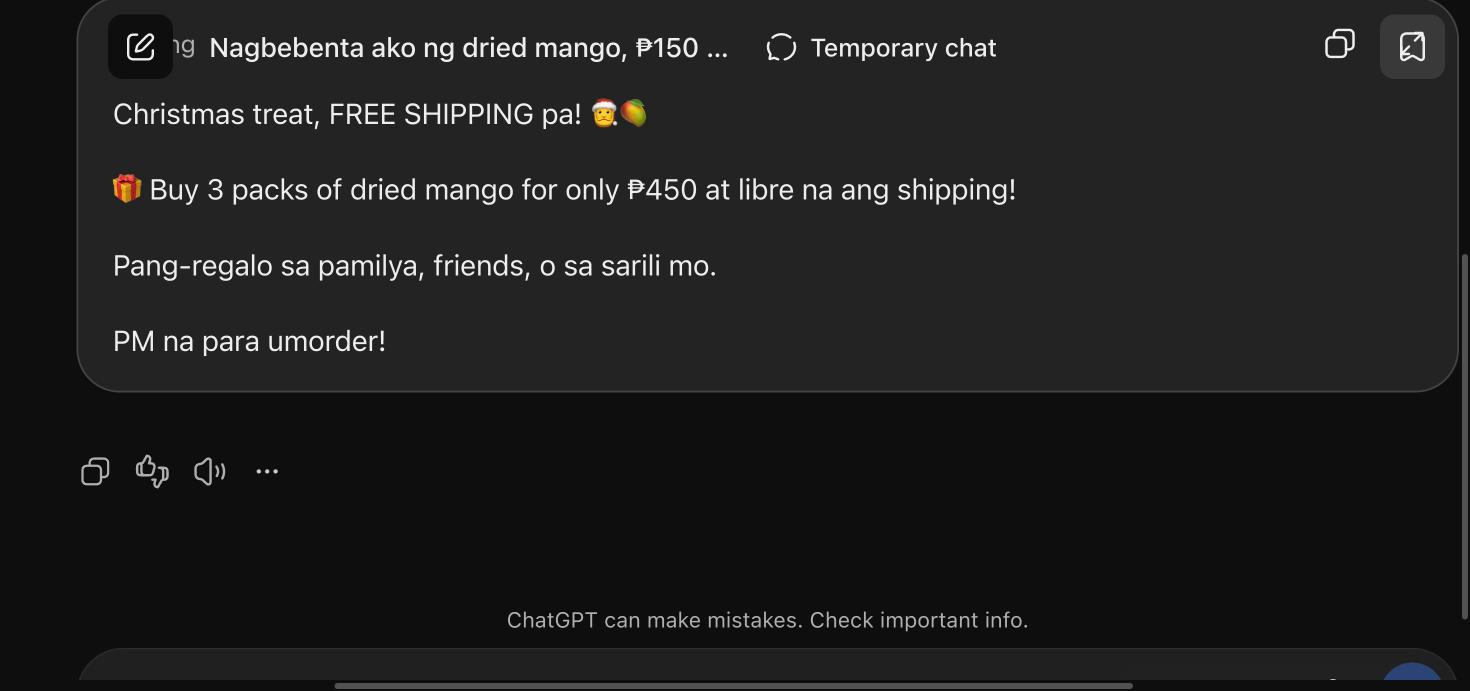 ng Nagbebenta ako ng dried mango, ₱150 ... Temporary chat
Christmas treat, FREE SHIPPING pa! 🎅🥭
🎁 Buy 3 packs of dried mango for only ₱450 at libre na ang shipping!
Pang-regalo sa pamilya, friends, o sa sarili mo.
PM na para umorder!
ChatGPT can make mistakes. Check important info.